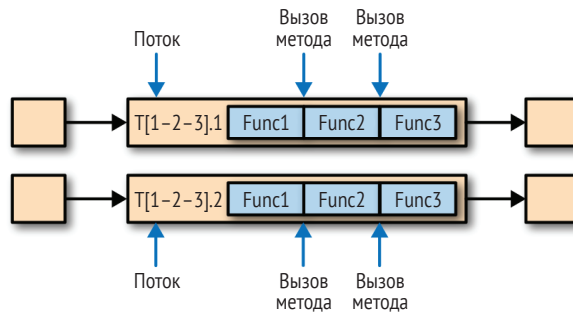 Поток
Вызов
метода
Вызов
метода
T[1–2–3].1 Func1 Func2 Func3
T[1–2–3].2 Func1 Func2 Func3
Поток
Вызов
метода
Вызов
метода